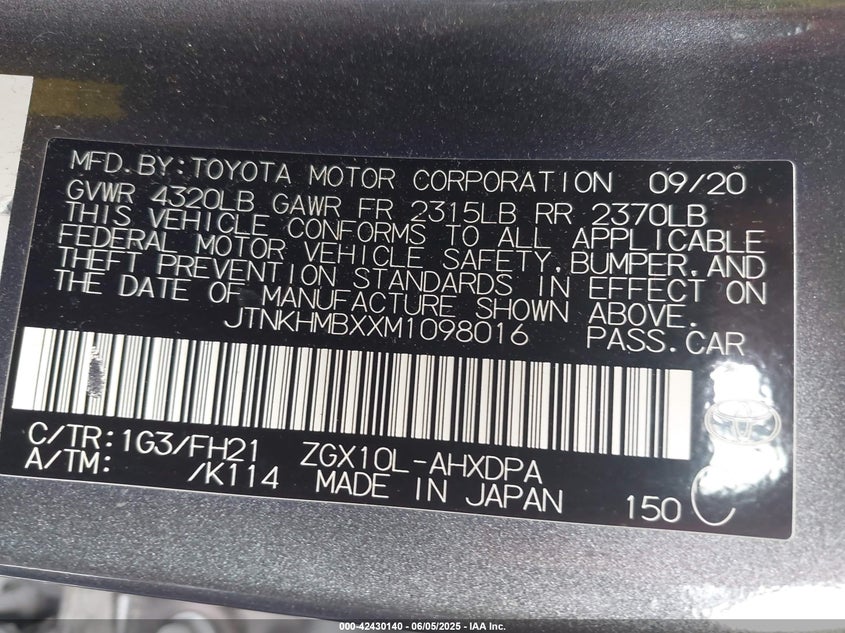 MFD.BY:TOYOTA MOTOR CORPORATION 09/20
GVWR 4320LB GAWR FR 2315LB RR 2370LB
THIS VEHICLE CONFORMS TO ALL APPLICABLE
FEDERAL MOTOR VEHICLE SAFETY,BUMPER,AND
THEFT PREVENTION STANDARDS IN EFFECT ON
THE DATE OF MANUFACTURE SHOWN ABOVE.
JTNKHMBXXM1098016 PASS.CAR
C/TR:1G3/FH21 ZGX10L-AHXDPA
A/TM: /K114 MADE IN JAPAN 150 C
000-42430140 - 06/05/2025 - IAA Inc.